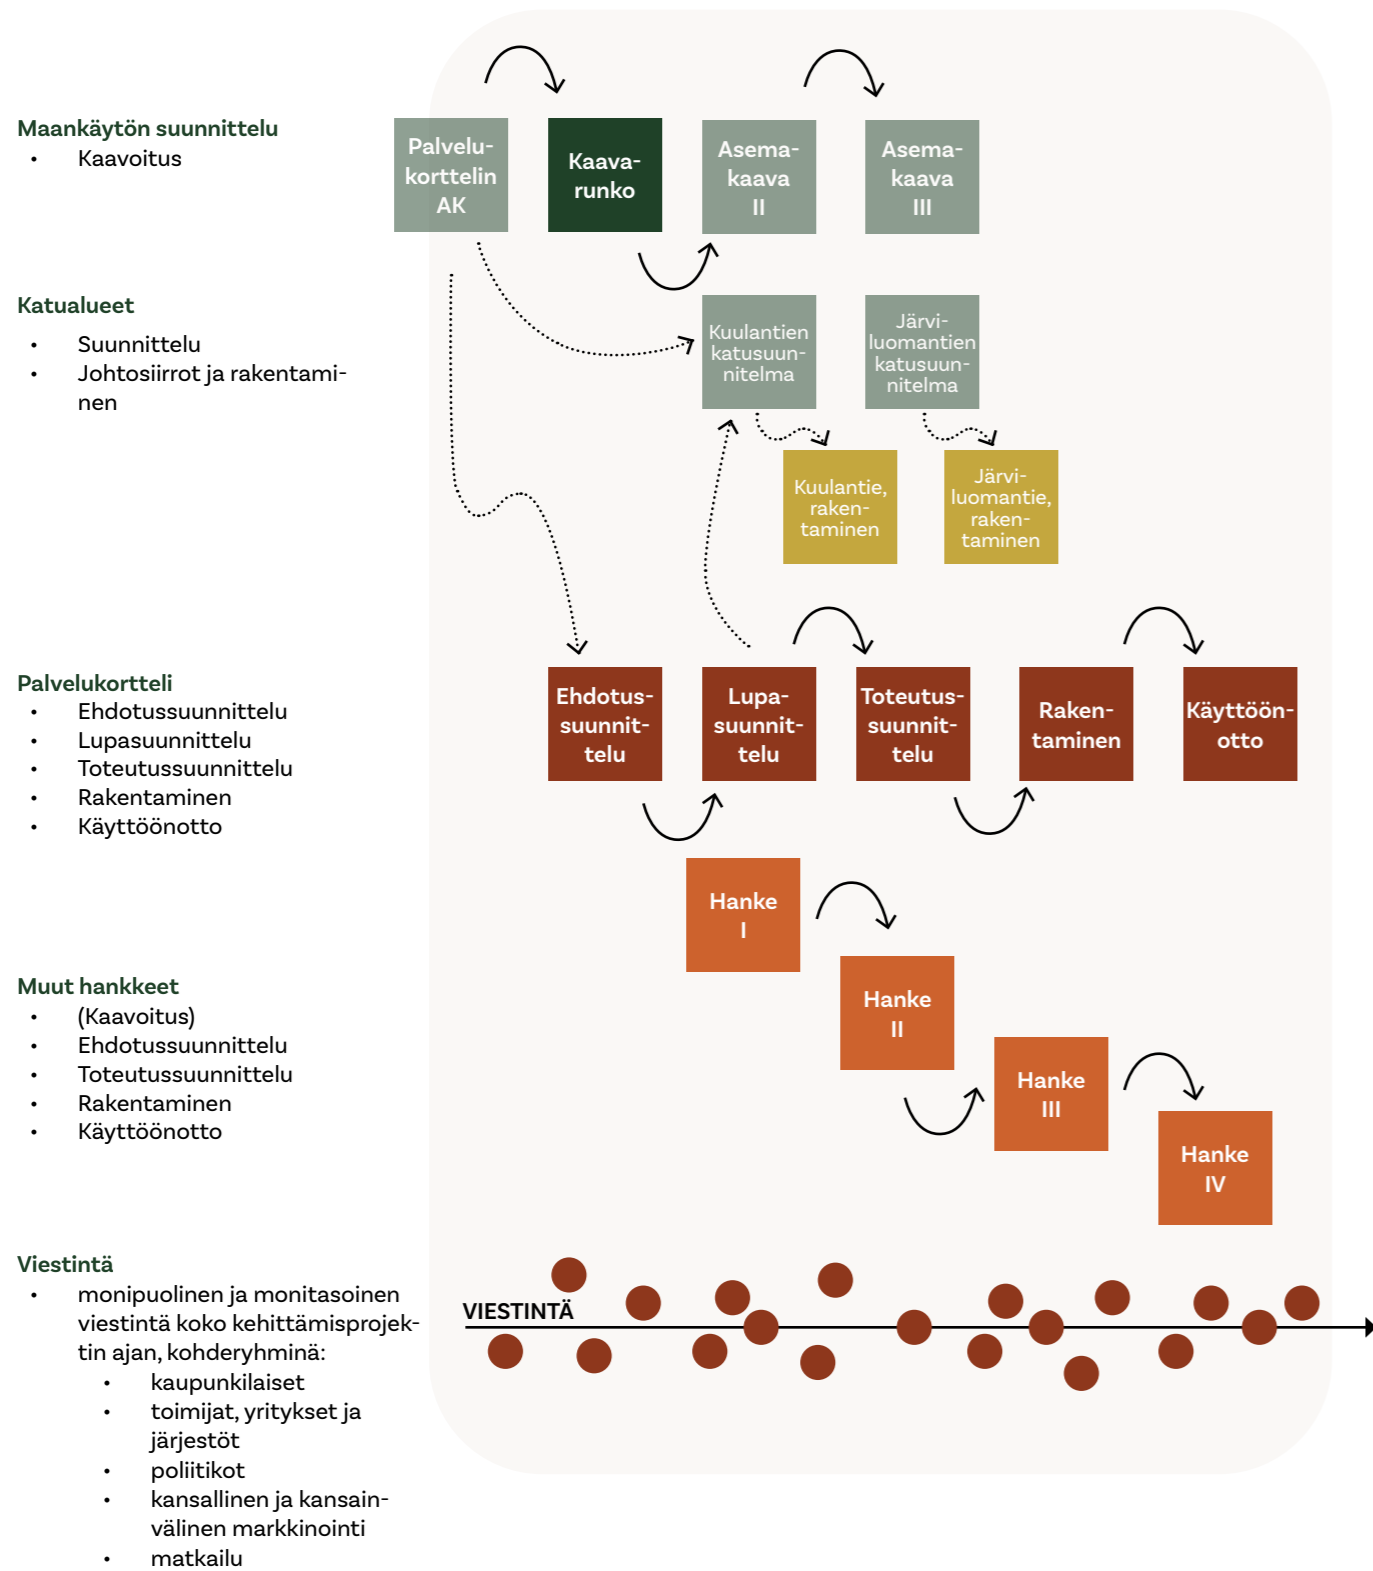 Maankäytön suunnittelu
• Kaavoitus
Palvelu-
korttelin
AK
Kaava-
runko
Asema-
kaava
II
Asema-
kaava
III
Katualueet
• Suunnittelu
• Johtosiirrot ja rakentami-
nen
Kuulantien
katusuun-
nitelma
Järvi-
luomantien
katusuun-
nitelma
Kuulantie,
raken-
taminen
Järvi-
luomantie,
raken-
taminen
Palvelukortteli
• Ehdotussuunnittelu
• Lupasuunnittelu
• Toteutussuunnittelu
• Rakentaminen
• Käyttöönotto
Ehdotus-
suunnit-
telu
Lupa-
suunnit-
telu
Toteutus-
suunnit-
telu
Raken-
taminen
Käyttöön-
otto
Muut hankkeet
• (Kaavoitus)
• Ehdotussuunnittelu
• Toteutussuunnittelu
• Rakentaminen
• Käyttöönotto
Hanke
I
Hanke
II
Hanke
III
Hanke
IV
Viestintä
• monipuolinen ja monitasoinen
viestintä koko kehittämisprojek-
tin ajan, kohderyhminä:
• kaupunkilaiset
• toimijat, yritykset ja
järjestöt
• poliitikot
• kansallinen ja kansain-
välinen markkinointi
• matkailu
VIESTINTÄ